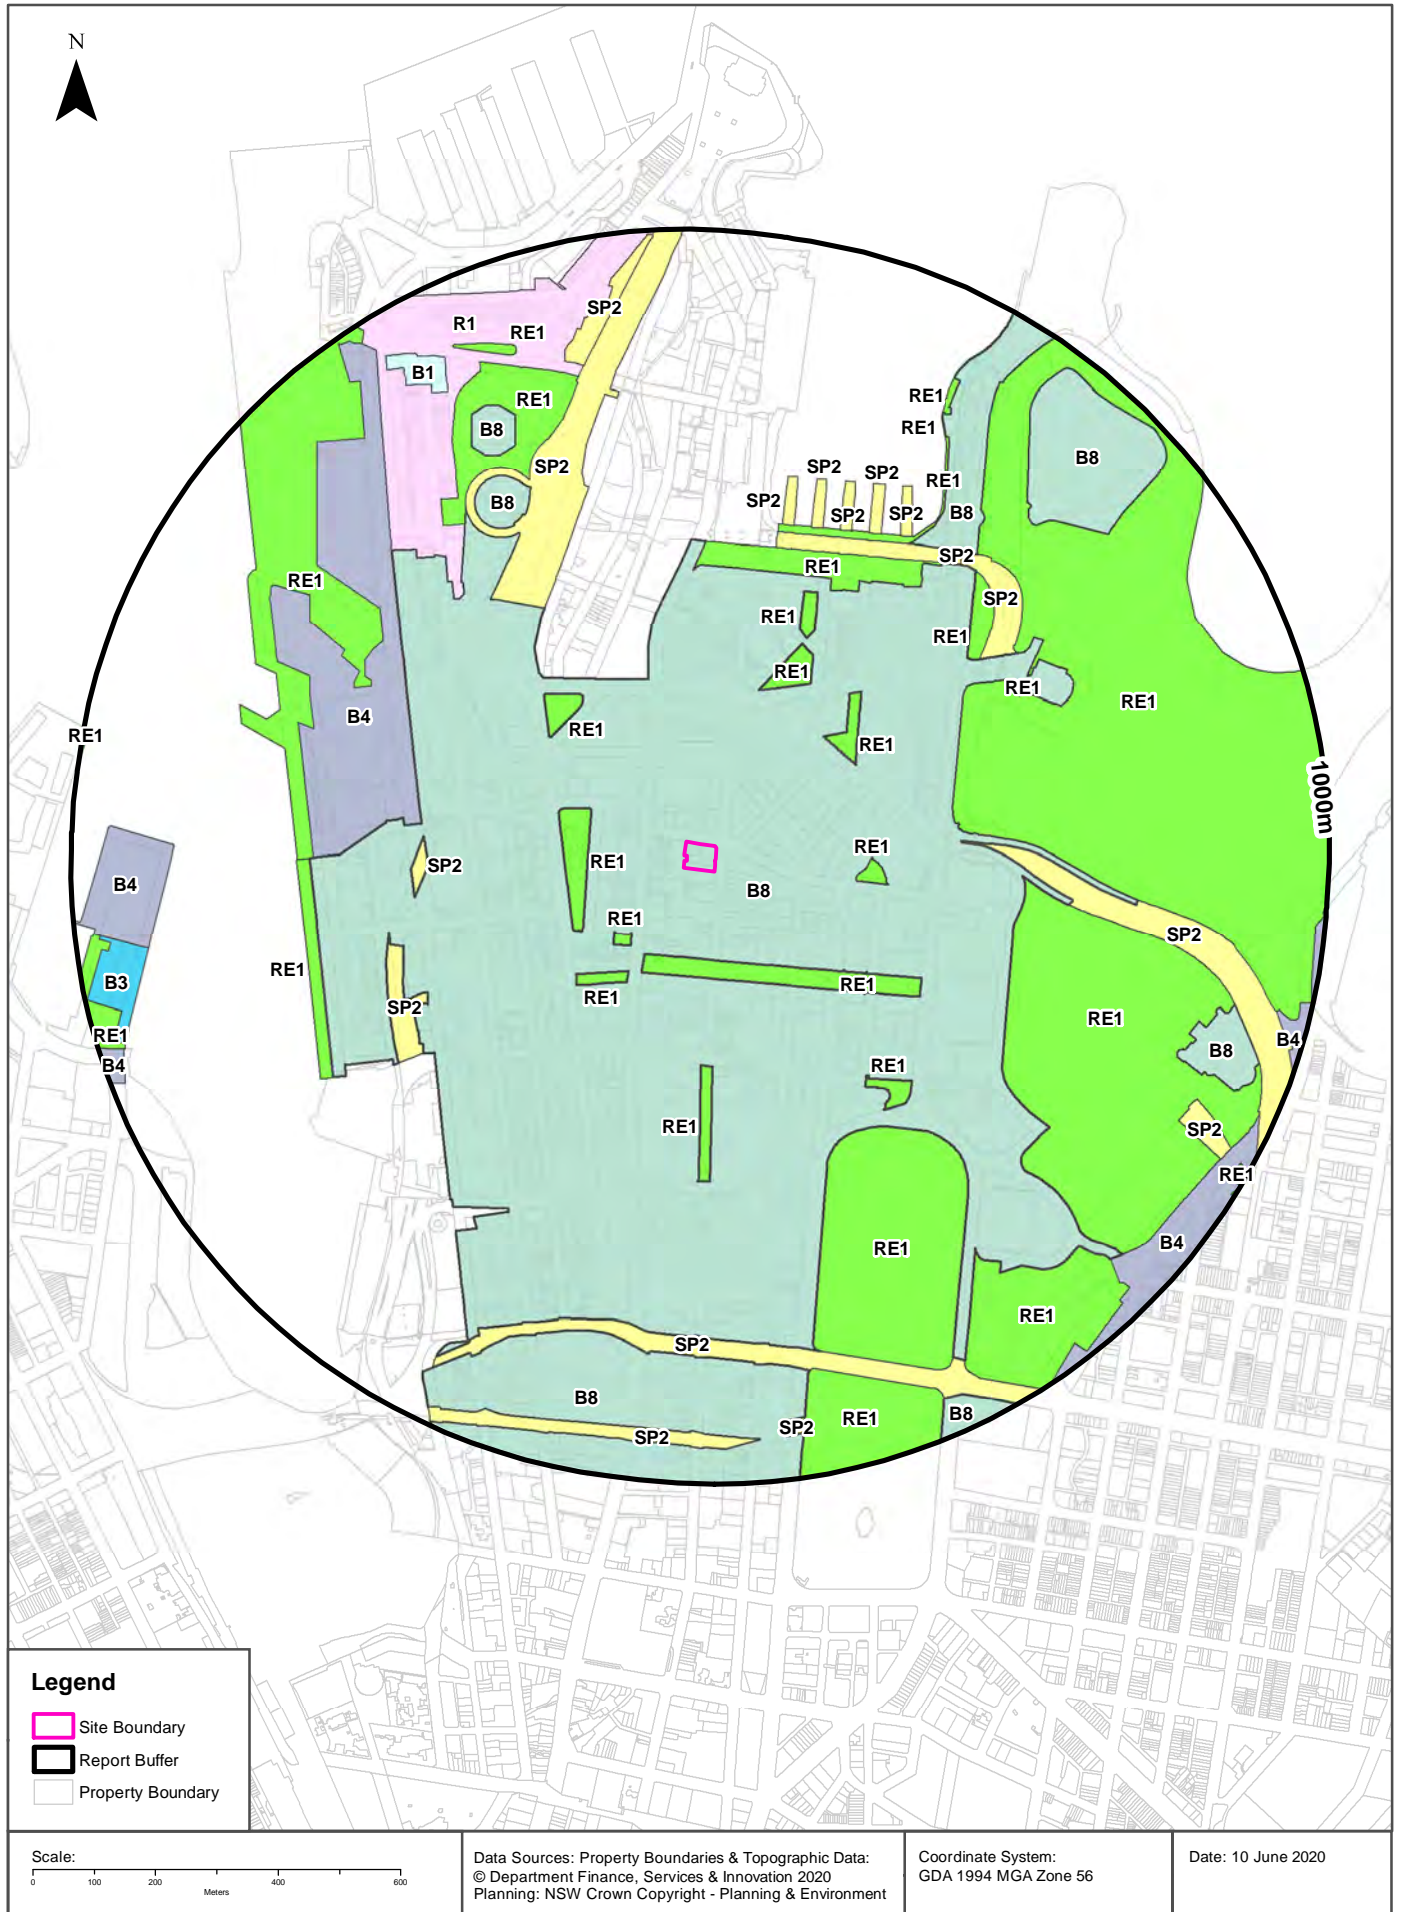 N
SP2
R1
RE1
B1
RE1
RE1
B8
RE1
SP2
SP2
SP2
B8
SP2
RE1
SP2
B8
SP2
SP2
B8
SP2
RE1
RE1
SP2
RE1
RE1
RE1
RE1
RE1
RE1
B4
RE1
RE1
RE1
1000m
RE1
RE1
SP2
B4
B8
RE1
SP2
RE1
B3
RE1
RE1
RE1
SP2
RE1
RE1
B4
B8
B4
RE1
RE1
SP2
RE1
B4
RE1
RE1
SP2
B8
B8
RE1
SP2
SP2
Legend
Site Boundary
Report Buffer
Property Boundary
Scale:
0 100 200 400 600
Meters
Data Sources: Property Boundaries & Topographic Data:
© Department Finance, Services & Innovation 2020
Planning: NSW Crown Copyright - Planning & Environment
Coordinate System:
GDA 1994 MGA Zone 56
Date: 10 June 2020